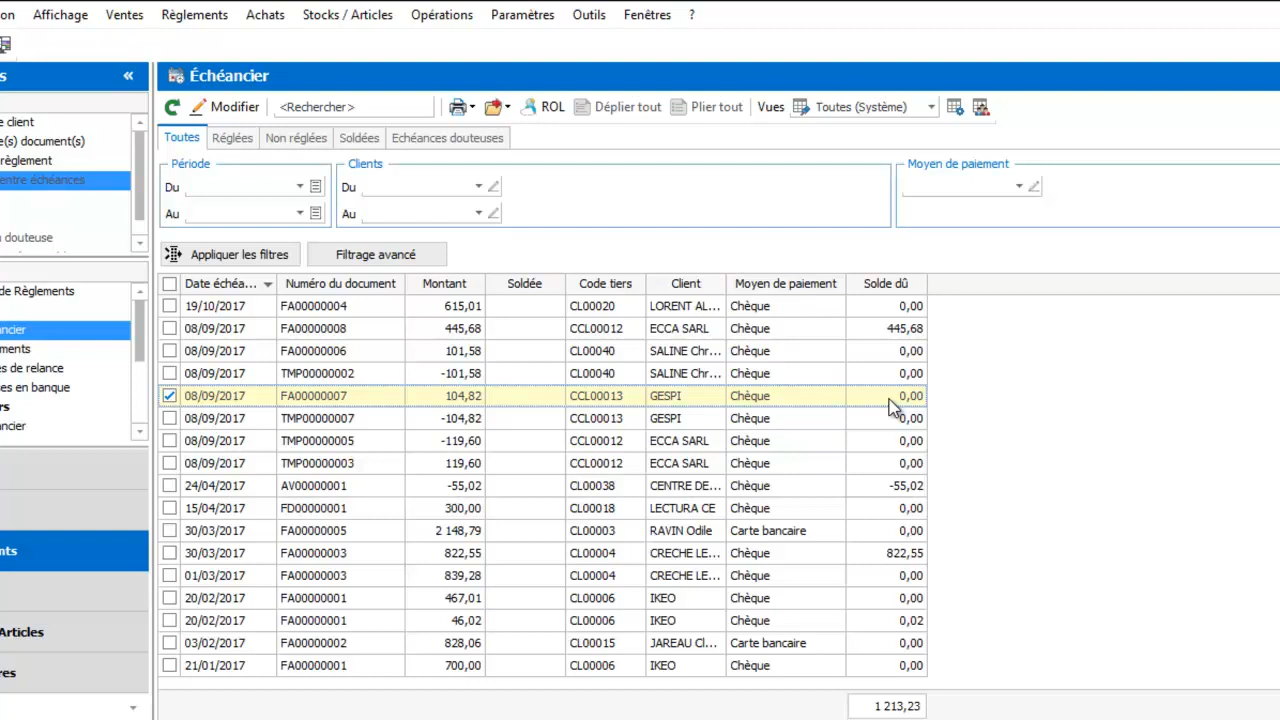 on Affichage Ventes Règlements Achats Stocks / Articles Opérations Paramètres Outils Fenêtres ?
s «
Échéancier
Modifier <Rechercher> ROL Déplier tout Plier tout Vues Toutes (Système)
e client
e(s) document(s)
règlement
entre échéances
douteuse
Toutes Réglées Non réglées Soldées Echéances douteuses
Période Clients Moyen de paiement
Du Du
Au Au
Appliquer les filtres Filtrage avancé
de Règlements
ncier
ments
es de relance
es en banque
rs
ncier
nts
Articles
res
Date échéa... Numéro du document Montant Soldée Code tiers Client Moyen de paiement Solde dû
19/10/2017 FA00000004 615,01 CL00020 LORENT AL... Chèque 0,00
08/09/2017 FA00000008 445,68 CCL00012 ECCA SARL Chèque 445,68
08/09/2017 FA00000006 101,58 CL00040 SALINE Chr... Chèque 0,00
08/09/2017 TMP00000002 -101,58 CL00040 SALINE Chr... Chèque 0,00
08/09/2017 FA00000007 104,82 CCL00013 GESPI Chèque 0,00
08/09/2017 TMP00000007 -104,82 CCL00013 GESPI Chèque 0,00
08/09/2017 TMP00000005 -119,60 CCL00012 ECCA SARL Chèque 0,00
08/09/2017 TMP00000003 119,60 CCL00012 ECCA SARL Chèque 0,00
24/04/2017 AV00000001 -55,02 CL00038 CENTRE DE... Chèque -55,02
15/04/2017 FD00000001 300,00 CL00018 LECTURA CE Chèque 0,00
30/03/2017 FA00000005 2 148,79 CL00003 RAVIN Odile Carte bancaire 0,00
30/03/2017 FA00000003 822,55 CL00004 CRECHE LE... Chèque 822,55
01/03/2017 FA00000003 839,28 CL00004 CRECHE LE... Chèque 0,00
20/02/2017 FA00000001 467,01 CL00006 IKEO Chèque 0,00
20/02/2017 FA00000001 46,02 CL00006 IKEO Chèque 0,02
03/02/2017 FA00000002 828,06 CL00015 JAREAU Cl... Carte bancaire 0,00
21/01/2017 FA00000001 700,00 CL00006 IKEO Chèque 0,00
1 213,23